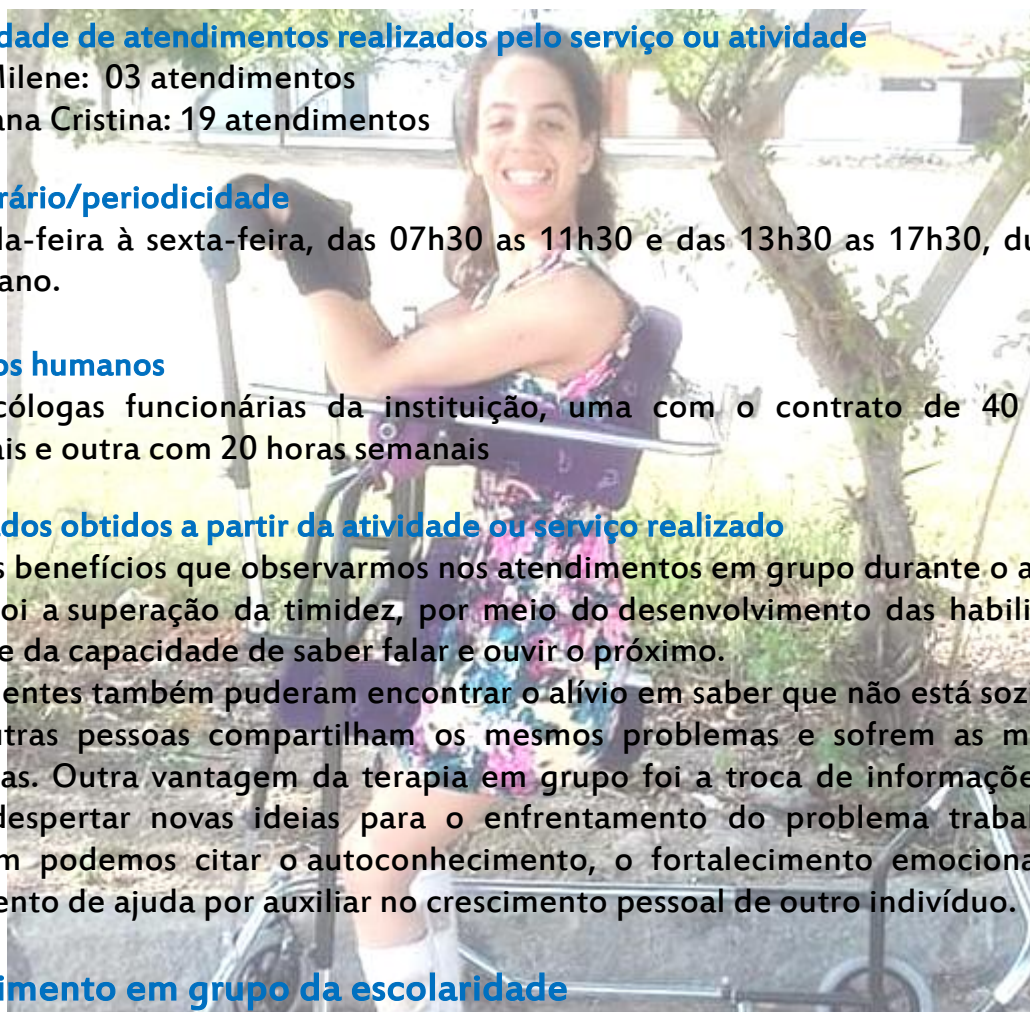 dade de atendimentos realizados pelo serviço ou atividade
Milene: 03 atendimentos
ana Cristina: 19 atendimentos
rário/periodicidade
da-feira à sexta-feira, das 07h30 as 11h30 e das 13h30 as 17h30, du
ano.
os humanos
cólogas funcionárias da instituição, uma com o contrato de 40
ais e outra com 20 horas semanais
ados obtidos a partir da atividade ou serviço realizado
s benefícios que observarmos nos atendimentos em grupo durante o a
oi a superação da timidez, por meio do desenvolvimento das habili
e da capacidade de saber falar e ouvir o próximo.
entes também puderam encontrar o alívio em saber que não está soz
utras pessoas compartilham os mesmos problemas e sofrem as m
as. Outra vantagem da terapia em grupo foi a troca de informaçõe
despertar novas ideias para o enfrentamento do problema traba
m podemos citar o autoconhecimento, o fortalecimento emociona
ento de ajuda por auxiliar no crescimento pessoal de outro indivíduo.
imento em grupo da escolaridade